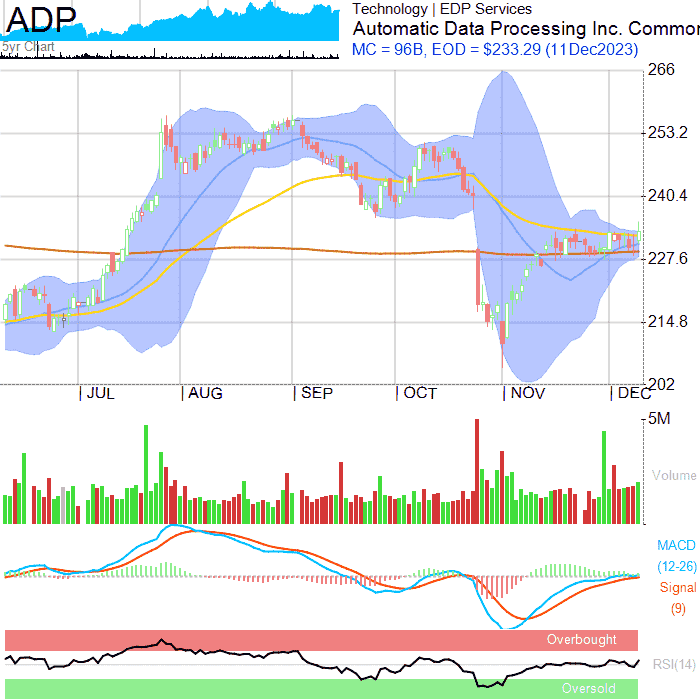 ADP
5yr Chart
Technology | EDP Services
Automatic Data Processing Inc. Common
MC = 96B, EOD = $233.29 (11Dec2023)
266
253.2
240.4
227.6
214.8
202
JUL AUG SEP OCT NOV DEC
5M
Volume
MACD
(12-26)
Signal
(9)
Overbought
RSI(14)
Oversold